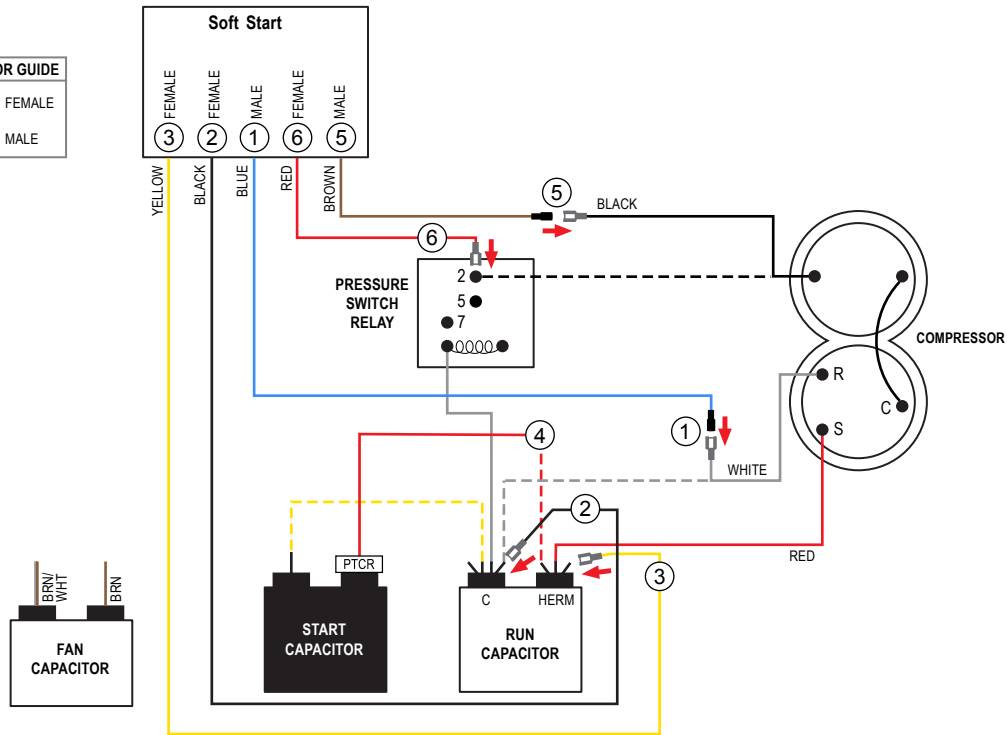 Soft Start
OR GUIDE
FEMALE
MALE
FEMALE
FEMALE
MALE
FEMALE
MALE
3
2
1
6
5
YELLOW
BLACK
BLUE
RED
BROWN
5
BLACK
6
PRESSURE
SWITCH
RELAY
2
5
7
COMPRESSOR
R
C
S
1
WHITE
4
2
RED
3
PTCR
START
CAPACITOR
C
HERM
RUN
CAPACITOR
BRN/
WHT
BRN
FAN
CAPACITOR